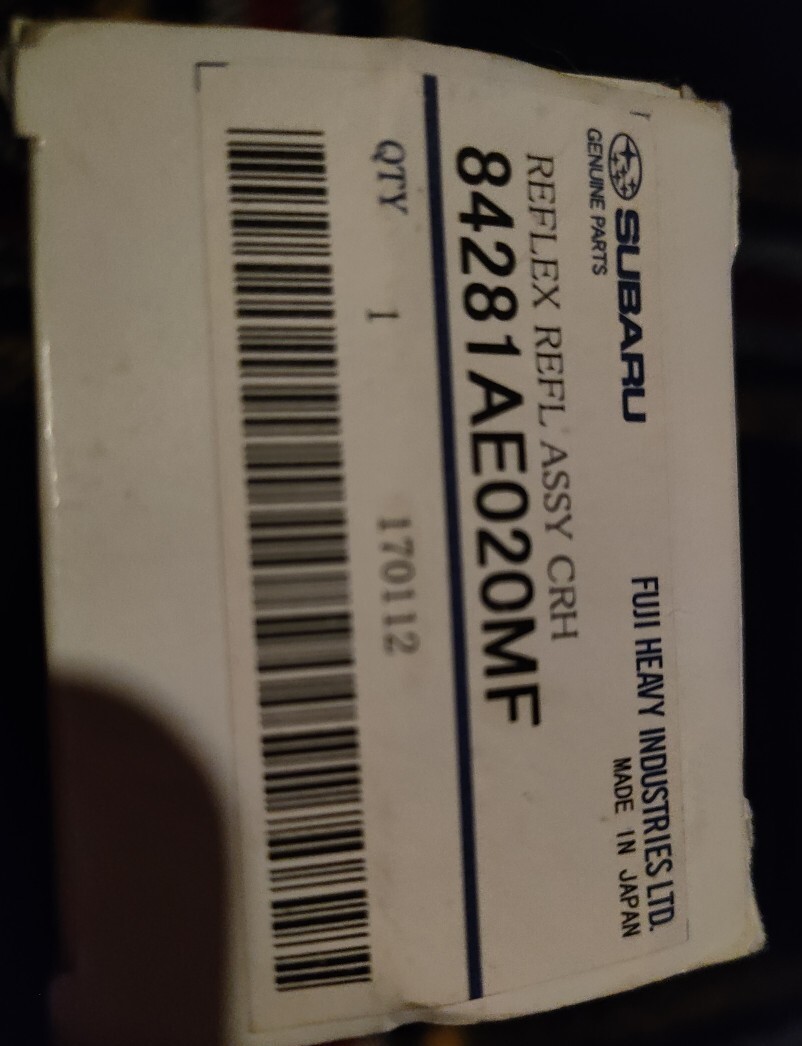 SUBARU
GENUINE PARTS
FUJI HEAVY INDUSTRIES LTD.
MADE IN JAPAN
REFLEX REFL ASSY CRH
84281AE020MF
QTY 1 170112